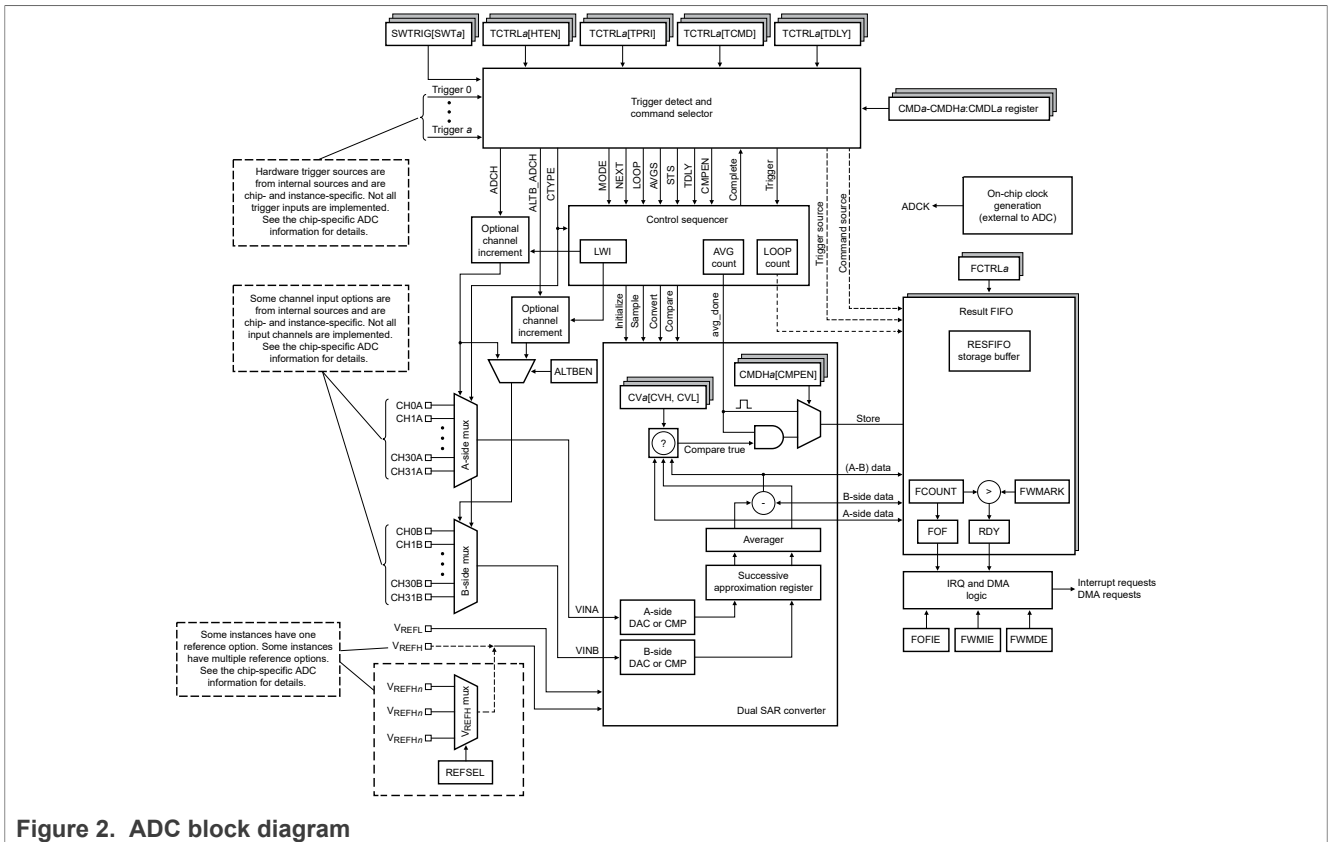 SWTRIG[SWTa]
TCTRLa[HTEN]
TCTRLa[TPRI]
TCTRLa[TCMD]
TCTRLa[TDLY]
Trigger 0
Trigger a
Trigger detect and
command selector
CMDa-CMDHa:CMDLa register
Hardware trigger sources are
from internal sources and are
chip- and instance-specific. Not all
trigger inputs are implemented.
See the chip-specific ADC
information for details.
ADCH
ALTB_ADCH
CTYPE
MODE
NEXT
LOOP
AVGS
STS
TDLY
CMPEN
Complete
Trigger
Trigger source
Command source
ADCK
On-chip clock
generation
(external to ADC)
Optional
channel
increment
Control sequencer
LWI
AVG
count
LOOP
count
FCTRLa
Some channel input options are
from internal sources and are
chip- and instance-specific. Not all
input channels are implemented.
See the chip-specific ADC
information for details.
Optional
channel
increment
Initialize
Sample
Convert
Compare
avg_done
Result FIFO
RESFIFO
storage buffer
ALTBEN
CMDHa[CMPEN]
CVa[CVH, CVL]
CH0A
CH1A
CH30A
CH31A
A-side mux
?
Compare true
Store
(A-B) data
B-side data
A-side data
-
FCOUNT
>
FWMARK
FOF
RDY
CH0B
CH1B
CH30B
CH31B
B-side mux
Averager
Successive
approximation register
IRQ and DMA
logic
Interrupt requests
DMA requests
VINA
A-side
DAC or CMP
VINB
B-side
DAC or CMP
FOFIE
FWMIE
FWMDE
Some instances have one
reference option. Some instances
have multiple reference options.
See the chip-specific ADC
information for details.
VREFL
VREFH
VREFHn
VREFHn
VREFHn
VREFH mux
REFSEL
Dual SAR converter
Figure 2. ADC block diagram